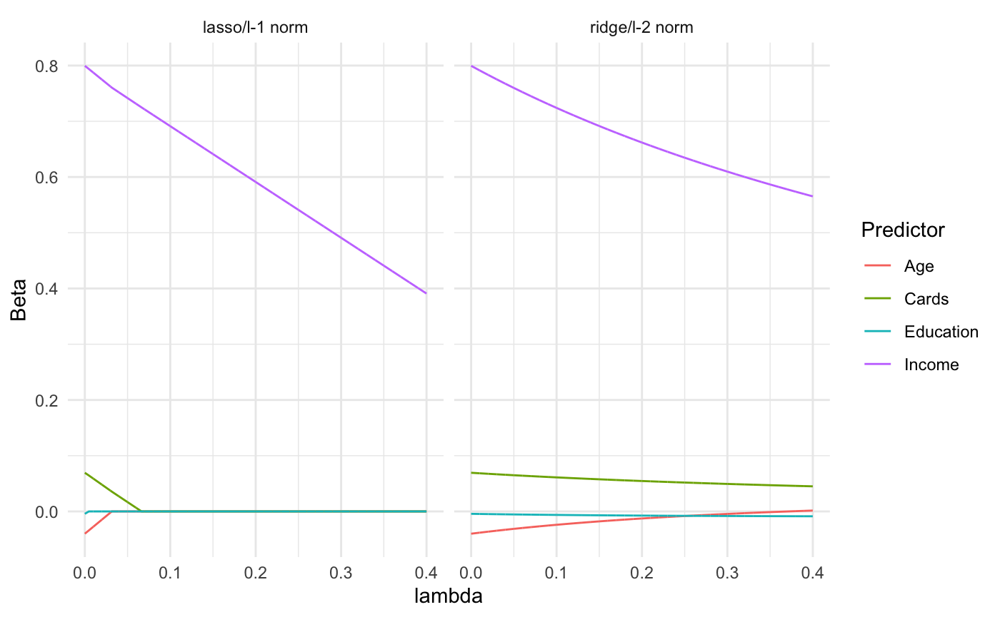 lasso/l-1 norm
ridge/l-2 norm
0.8
0.6
0.4
0.2
0.0
Beta
0.0 0.1 0.2 0.3 0.4
0.0 0.1 0.2 0.3 0.4
lambda
Predictor
Age
Cards
Education
Income